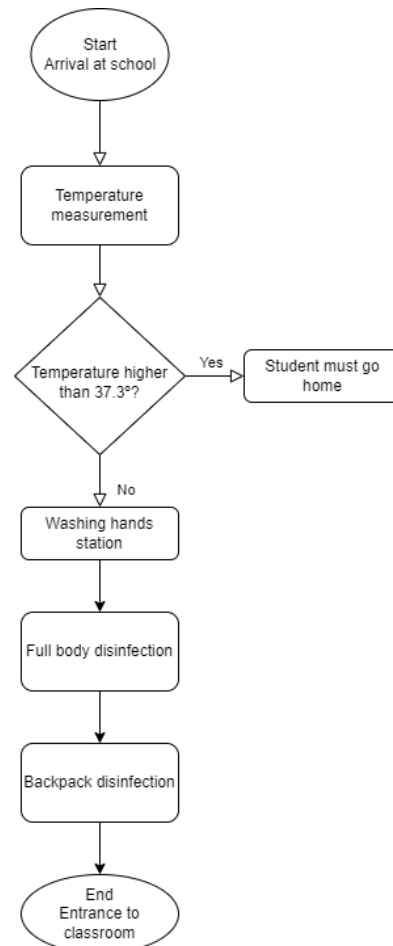 Start
Arrival at school
Temperature
measurement
Temperature higher
than 37.3º?
Yes
Student must go
home
No
Washing hands
station
Full body disinfection
Backpack disinfection
End
Entrance to
classroom